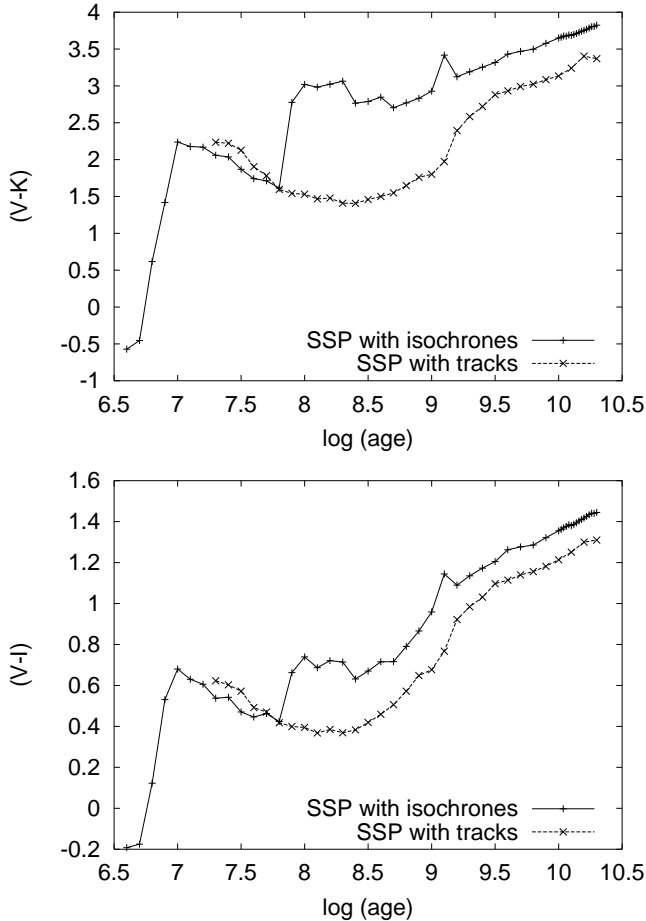 4
3.5
3
2.5
2
1.5
1
0.5
0
-0.5
-1
(V-K)
SSP with isochrones
SSP with tracks
6.5 7 7.5 8 8.5 9 9.5 10 10.5
log (age)
1.6
1.4
1.2
1
0.8
0.6
0.4
0.2
0
-0.2
(V-I)
SSP with isochrones
SSP with tracks
6.5 7 7.5 8 8.5 9 9.5 10 10.5
log (age)